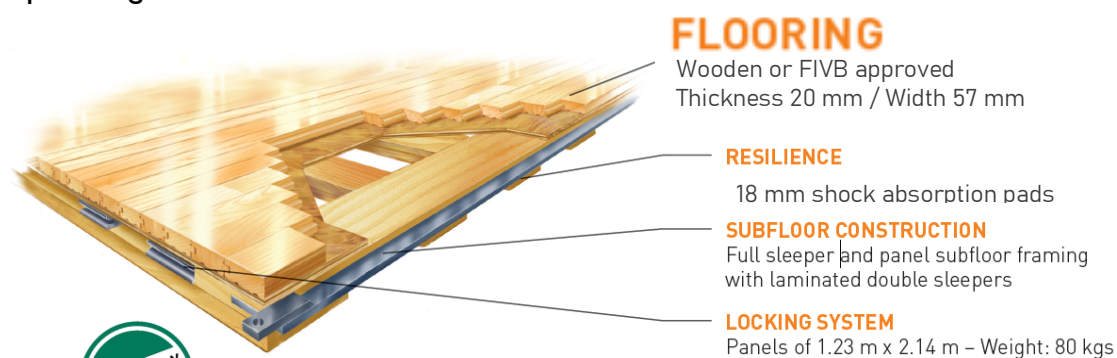 FLOORING
Wooden or FIVB approved
Thickness 20 mm / Width 57 mm
RESILIENCE
18 mm shock absorption pads
SUBFLOOR CONSTRUCTION
Full sleeper and panel subfloor framing
with laminated double sleepers
LOCKING SYSTEM
Panels of 1.23 m x 2.14 m – Weight: 80 kgs